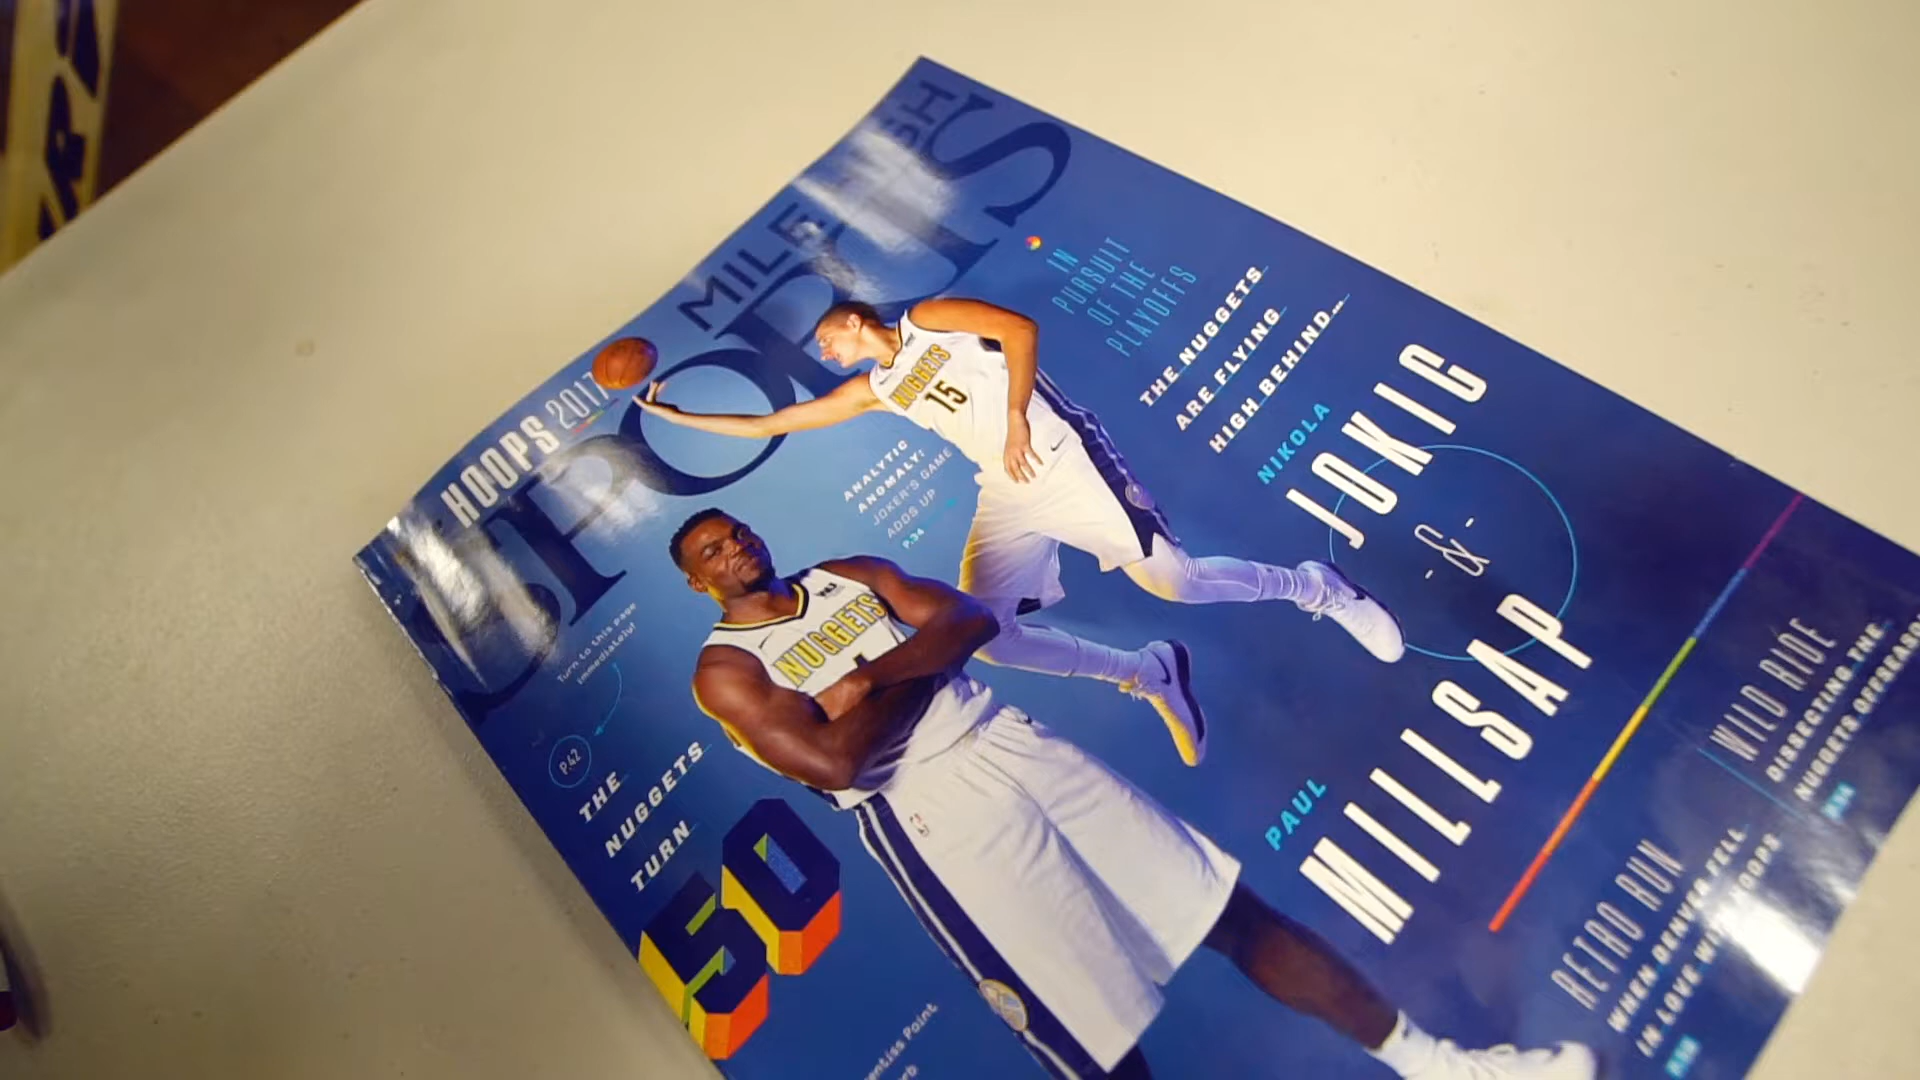 MILE HIGH
SPORTS
HOOPS 2017
IN
PURSUIT
OF THE
PLAYOFFS
THE NUGGETS
ARE FLYING
HIGH BEHIND...
NIKOLA
JOKIC
-&-
PAUL
MILLSAP
ANALYTIC
ANOMALY:
JOKER'S GAME
ADDS UP
P.34
NUGGETS
15
NUGGETS
Turn to this page
immediately!
P.42
THE
NUGGETS
TURN
50
WILD RIDE
DISSECTING THE
NUGGETS OFFSEASON
RETRO RUN
WHEN DENVER FELL
IN LOVE WITH HOOPS
Point